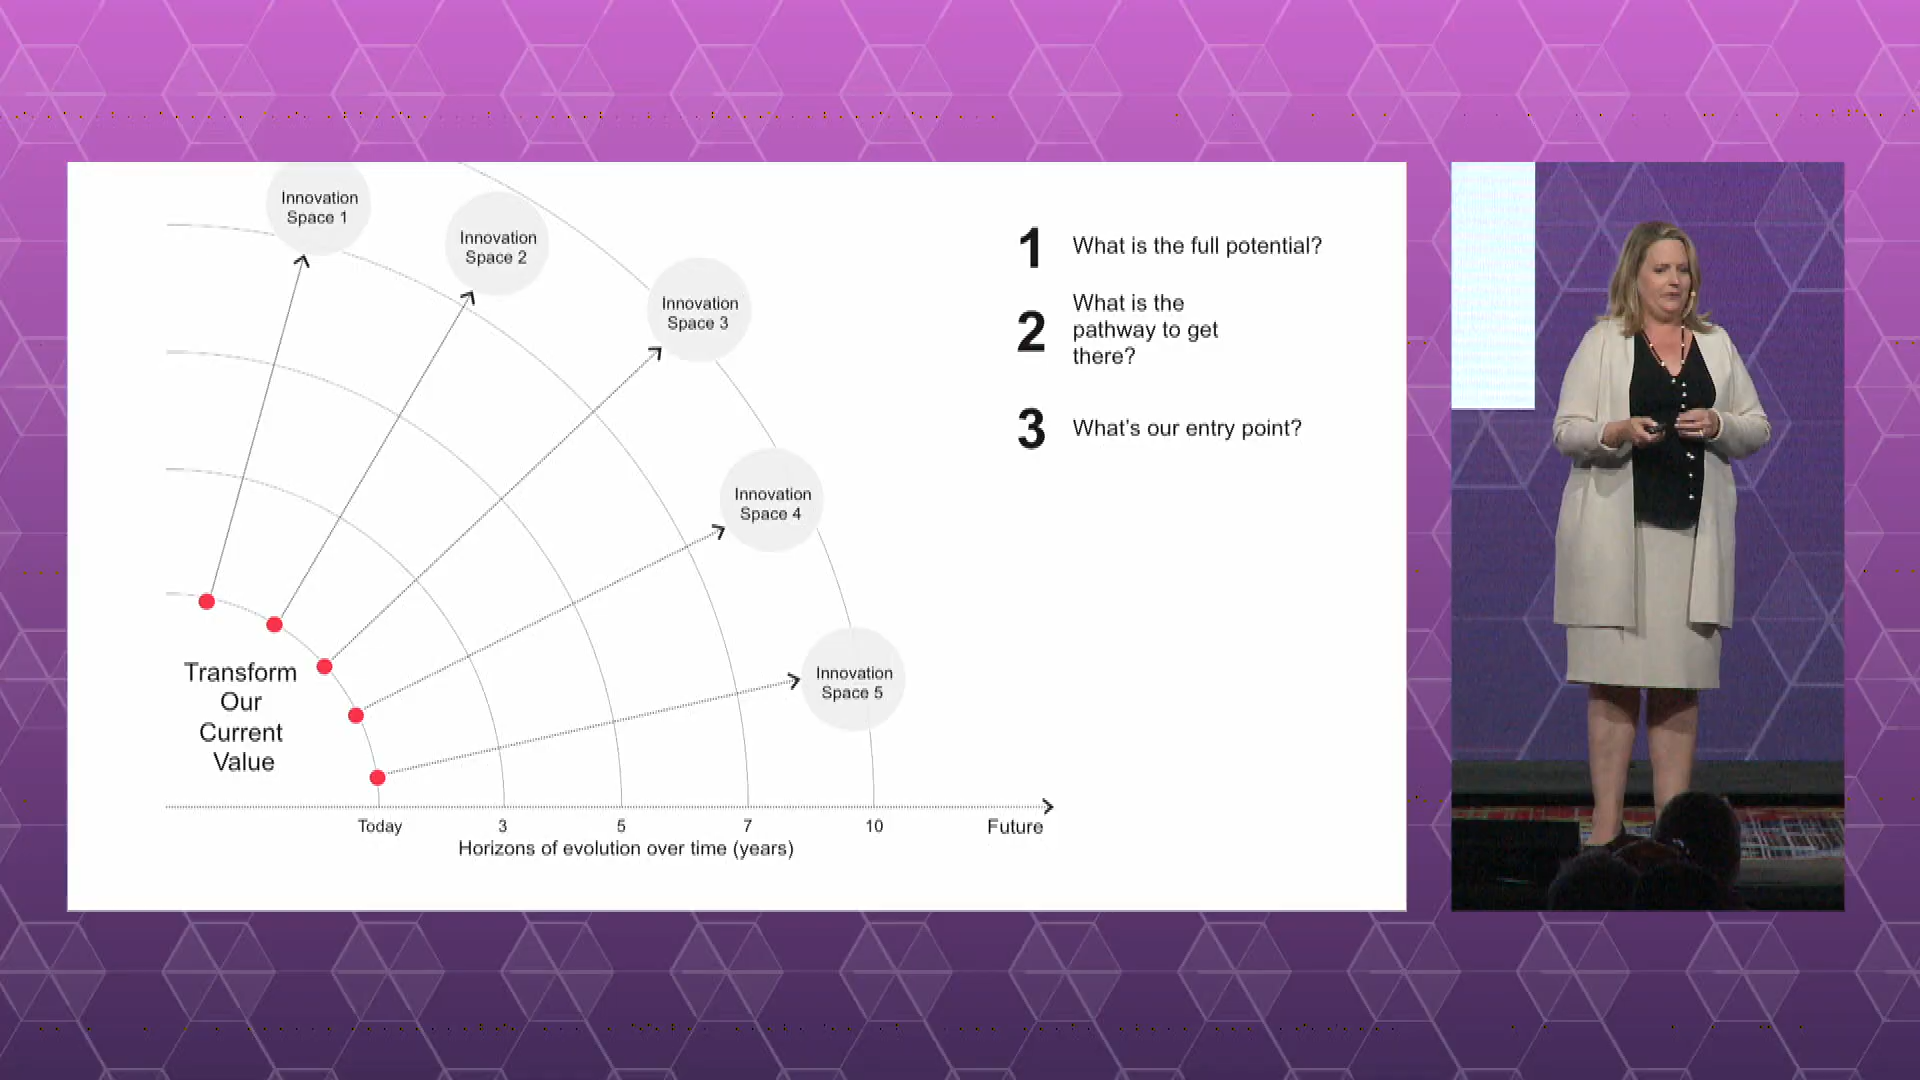 Innovation
Space 1
Innovation
Space 2
Innovation
Space 3
Innovation
Space 4
Innovation
Space 5
Transform
Our
Current
Value
Today
3
5
7
10
Future
Horizons of evolution over time (years)
1 What is the full potential?
2 What is the
pathway to get
there?
3 What's our entry point?